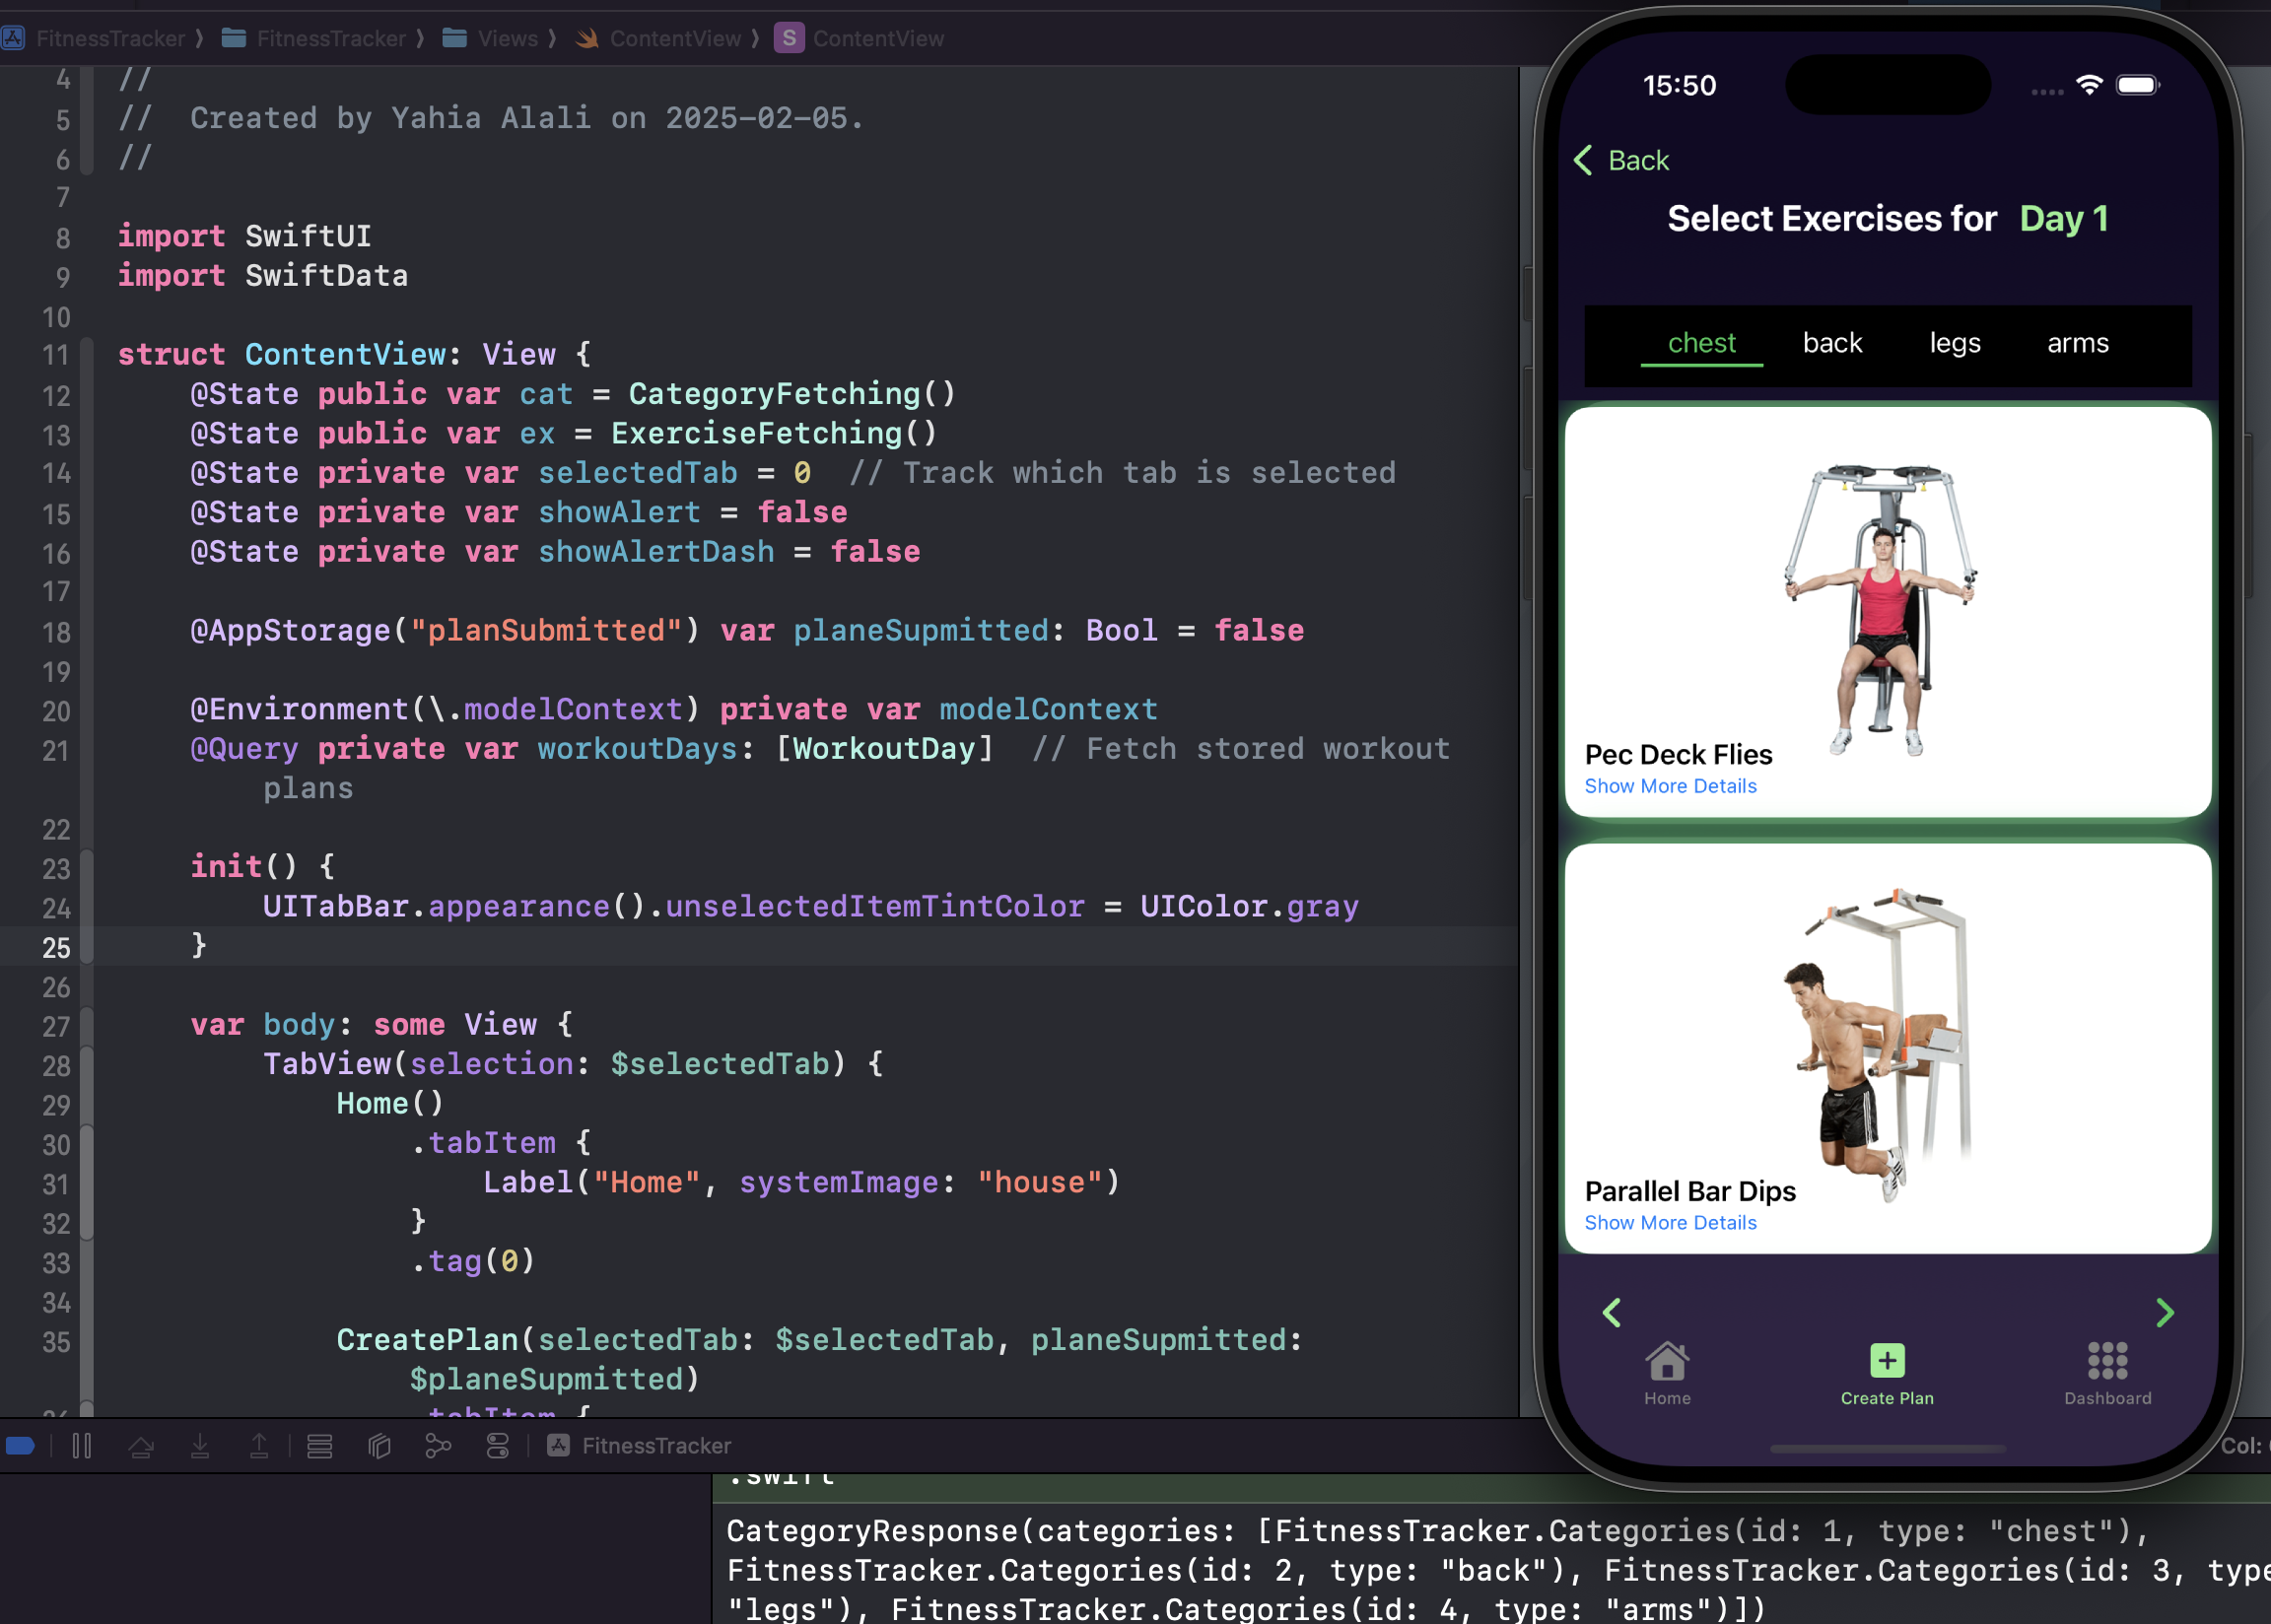 FitnessTracker ⟩ FitnessTracker ⟩ Views ⟩ ContentView ⟩ S ContentView
4 //
5 //  Created by Yahia Alali on 2025-02-05.
6 //
7
8 import SwiftUI
9 import SwiftData
10
11 struct ContentView: View {
12     @State public var cat = CategoryFetching()
13     @State public var ex = ExerciseFetching()
14     @State private var selectedTab = 0  // Track which tab is selected
15     @State private var showAlert = false
16     @State private var showAlertDash = false
17
18     @AppStorage("planSubmitted") var planeSupmitted: Bool = false
19
20     @Environment(\.modelContext) private var modelContext
21     @Query private var workoutDays: [WorkoutDay]  // Fetch stored workout
plans
22
23     init() {
24         UITabBar.appearance().unselectedItemTintColor = UIColor.gray
25     }
26
27     var body: some View {
28         TabView(selection: $selectedTab) {
29             Home()
30                 .tabItem {
31                     Label("Home", systemImage: "house")
32                 }
33                 .tag(0)
34
35             CreatePlan(selectedTab: $selectedTab, planeSupmitted:
$planeSupmitted)
.tabItem {
FitnessTracker
Col:
.swift
CategoryResponse(categories: [FitnessTracker.Categories(id: 1, type: "chest"),
FitnessTracker.Categories(id: 2, type: "back"), FitnessTracker.Categories(id: 3, type
"legs"), FitnessTracker.Categories(id: 4, type: "arms")])
15:50
Back
Select Exercises for Day 1
chest back legs arms
Pec Deck Flies
Show More Details
Parallel Bar Dips
Show More Details
Home Create Plan Dashboard